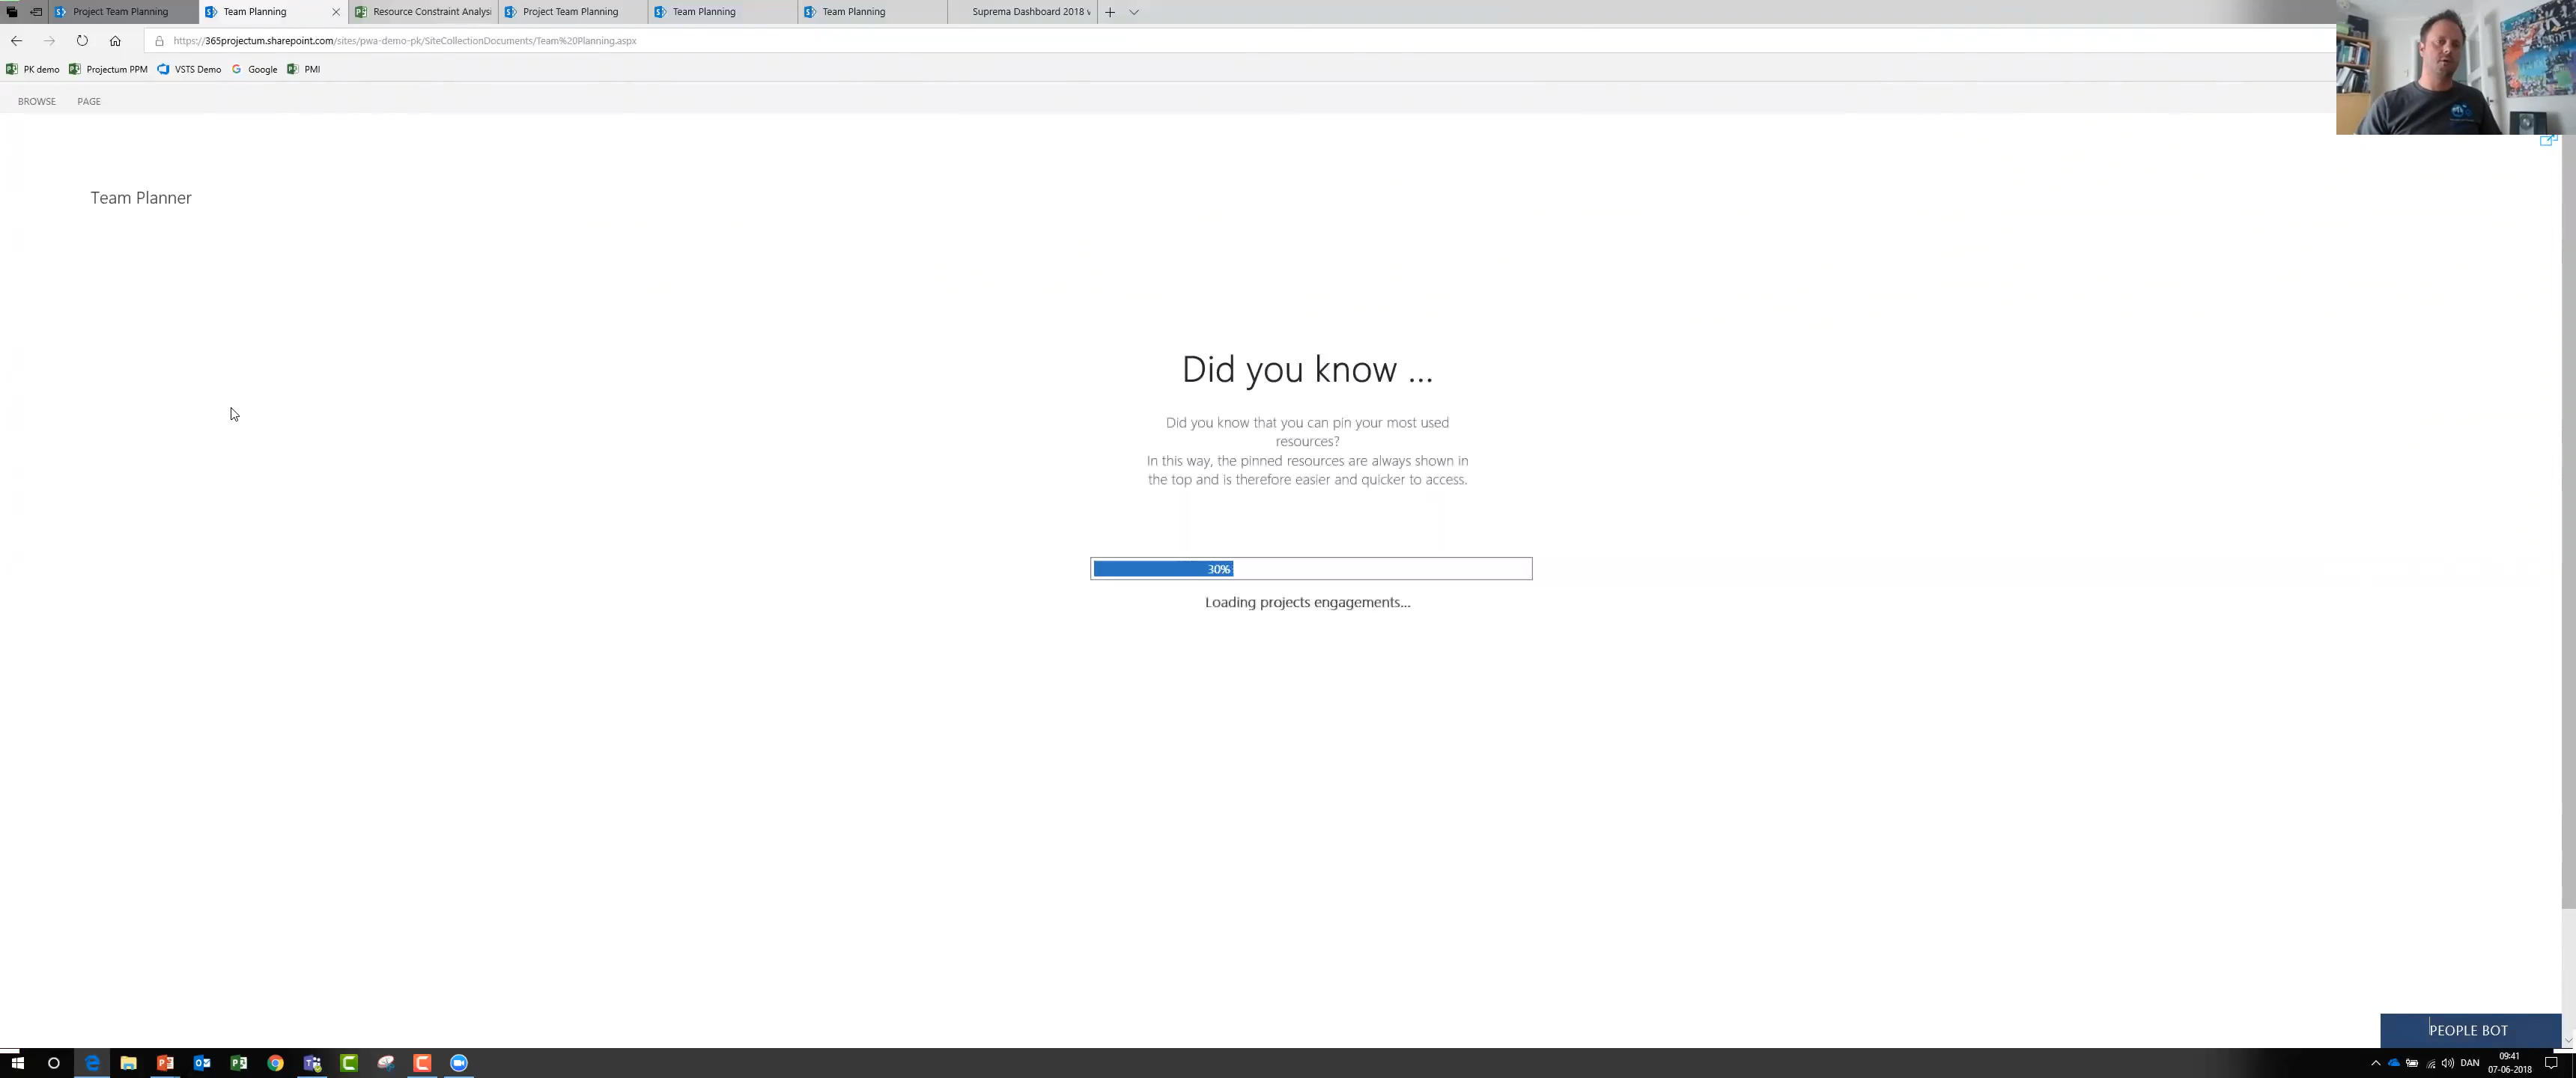 Project Team Planning
Team Planning
Resource Constraint Analysi
Project Team Planning
Team Planning
Team Planning
Suprema Dashboard 2018 v
https://365projectum.sharepoint.com/sites/pwa-demo-pk/SiteCollectionDocuments/Team%20Planning.aspx
PK demo
Projectum PPM
VSTS Demo
Google
PMI
BROWSE
PAGE
Team Planner
Did you know ...
Did you know that you can pin your most used
resources?
In this way, the pinned resources are always shown in
the top and is therefore easier and quicker to access.
30%
Loading projects engagements...
PEOPLE BOT
DAN
09:41
07-06-2018